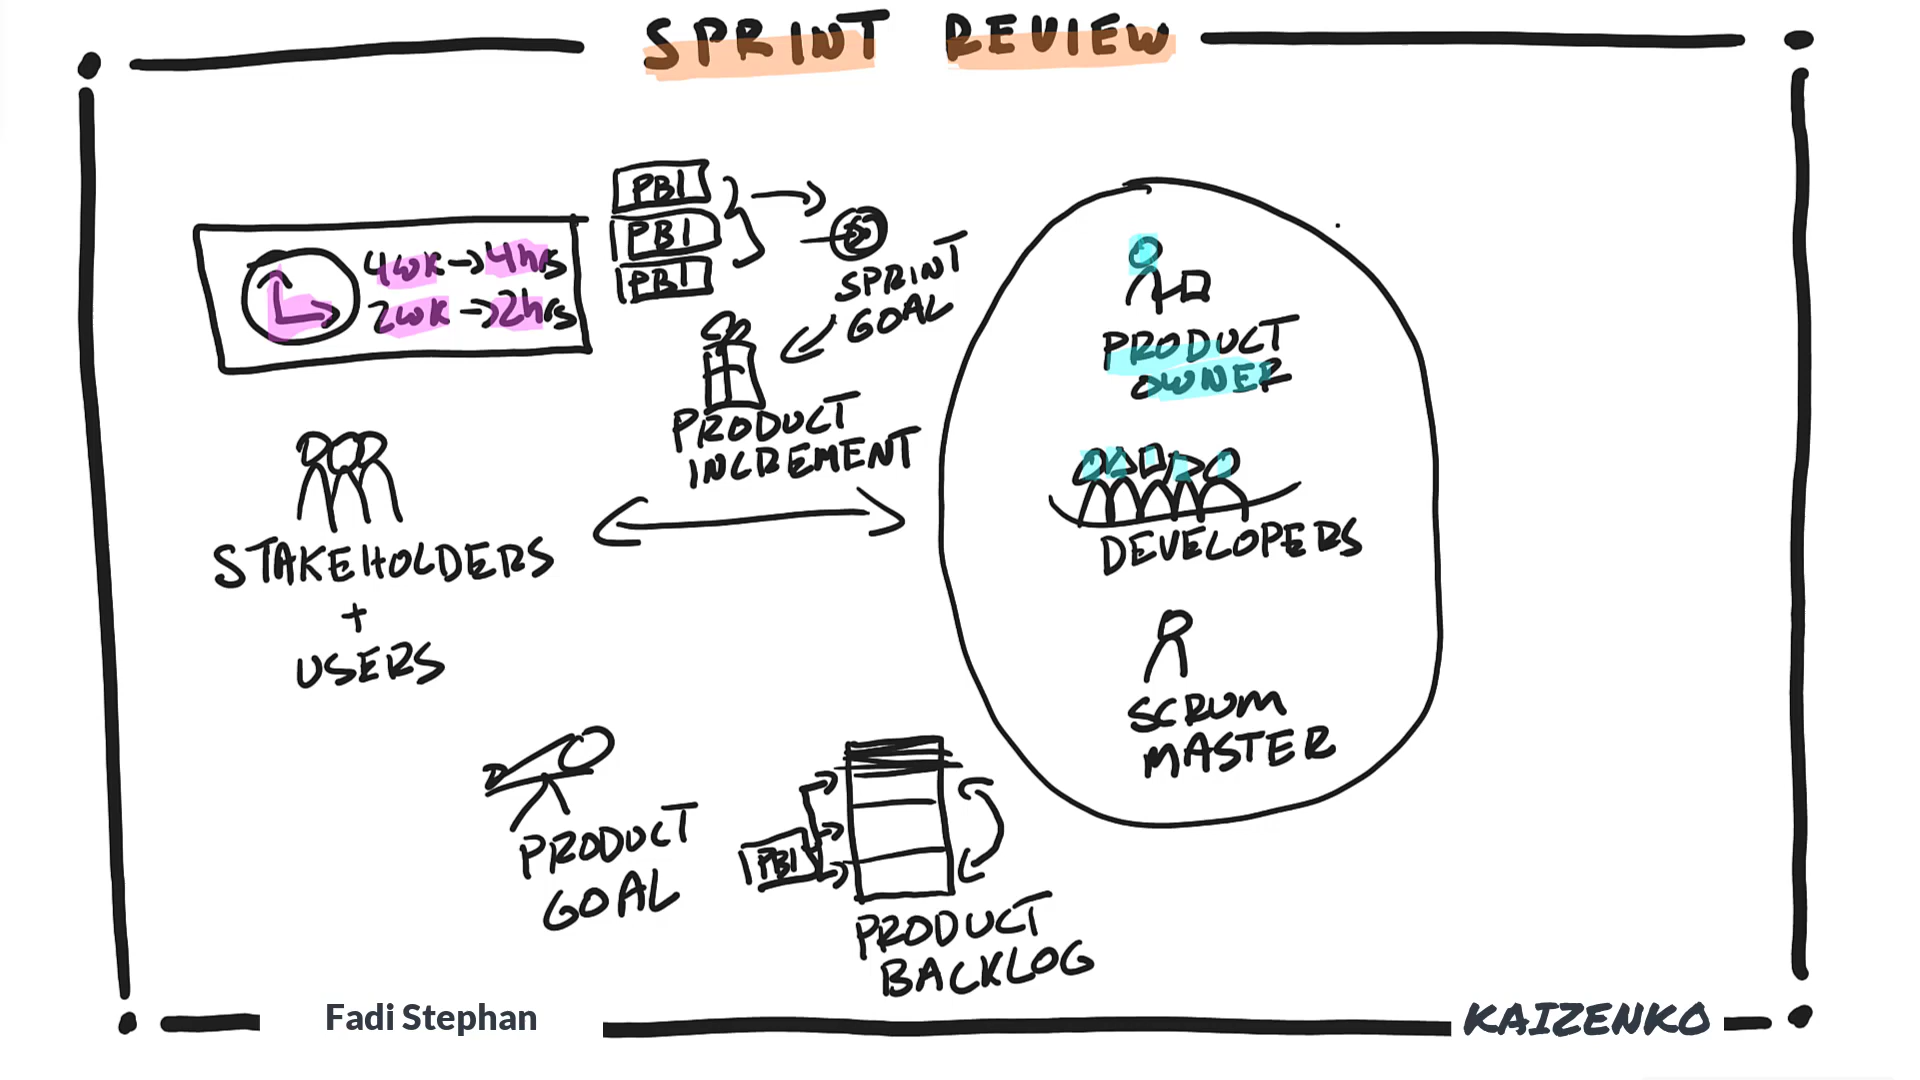 SPRINT REVIEW
4wk → 4hrs
2wk → 2hrs
PBI
PBI
PBI
SPRINT
GOAL
PRODUCT
INCREMENT
STAKEHOLDERS
+
USERS
PRODUCT
OWNER
DEVELOPERS
SCRUM
MASTER
PRODUCT
GOAL
PBI
PRODUCT
BACKLOG
Fadi Stephan
KAIZENKO